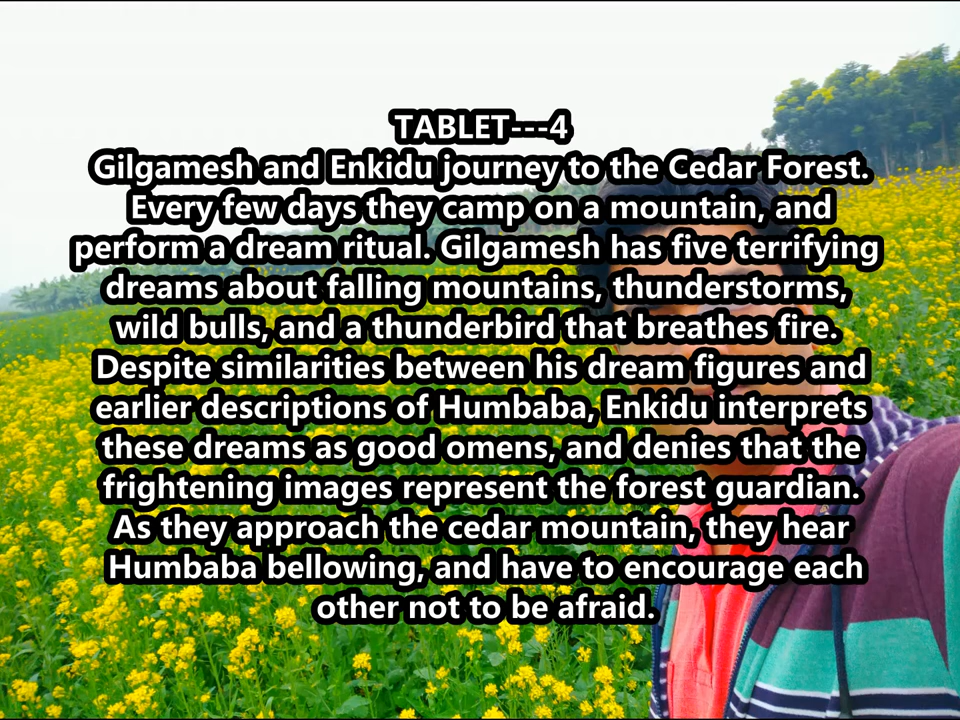 TABLET---4
Gilgamesh and Enkidu journey to the Cedar Forest.
Every few days they camp on a mountain, and
perform a dream ritual. Gilgamesh has five terrifying
dreams about falling mountains, thunderstorms,
wild bulls, and a thunderbird that breathes fire.
Despite similarities between his dream figures and
earlier descriptions of Humbaba, Enkidu interprets
these dreams as good omens, and denies that the
frightening images represent the forest guardian.
As they approach the cedar mountain, they hear
Humbaba bellowing, and have to encourage each
other not to be afraid.